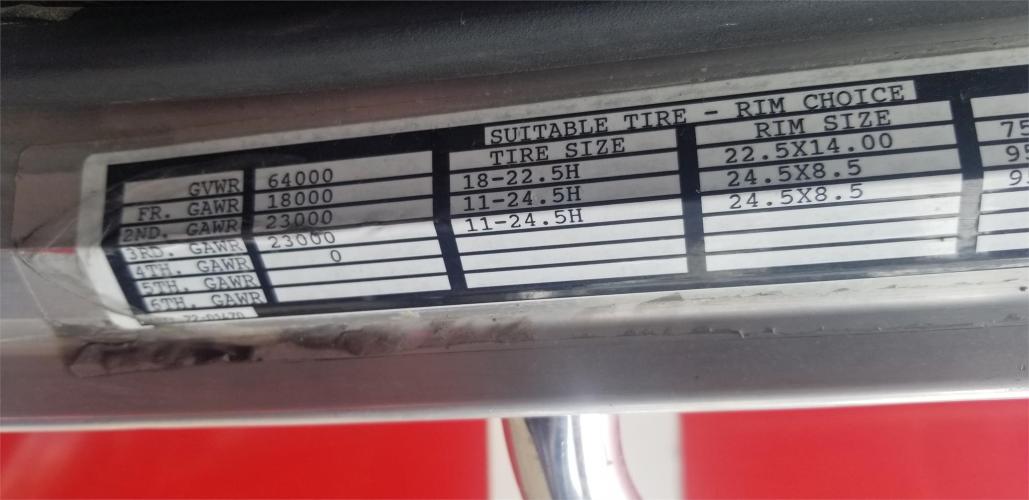 SUITABLE TIRE - RIM CHOICE
TIRE SIZE RIM SIZE
GVWR 64000
FR. GAWR 18000 18-22.5H 22.5X14.00 75
2ND. GAWR 23000 11-24.5H 24.5X8.5 95
3RD. GAWR 23000 11-24.5H 24.5X8.5
4TH. GAWR 0
5TH. GAWR
6TH. GAWR